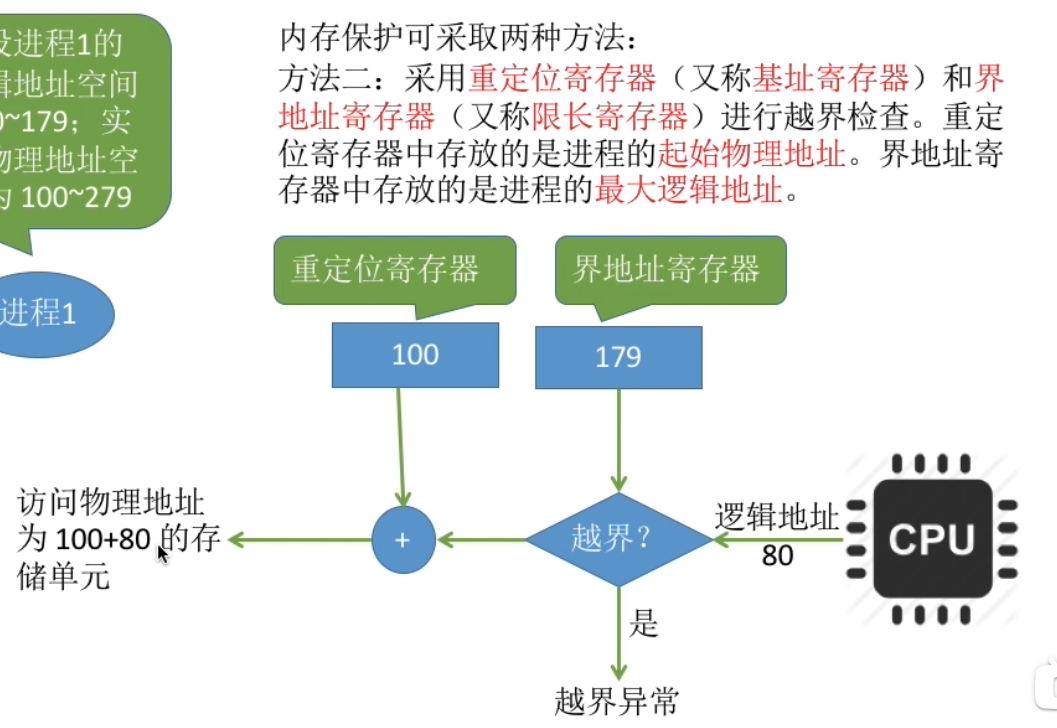 进程1的
地址空间
0~179；实
物理地址空
100~279
进程1
内存保护可采取两种方法：
方法二：采用重定位寄存器（又称基址寄存器）和界
地址寄存器（又称限长寄存器）进行越界检查。重定
位寄存器中存放的是进程的起始物理地址。界地址寄
存器中存放的是进程的最大逻辑地址。
重定位寄存器
界地址寄存器
100
179
访问物理地址
为 100+80 的存
储单元
+
越界？
逻辑地址
80
CPU
是
越界异常